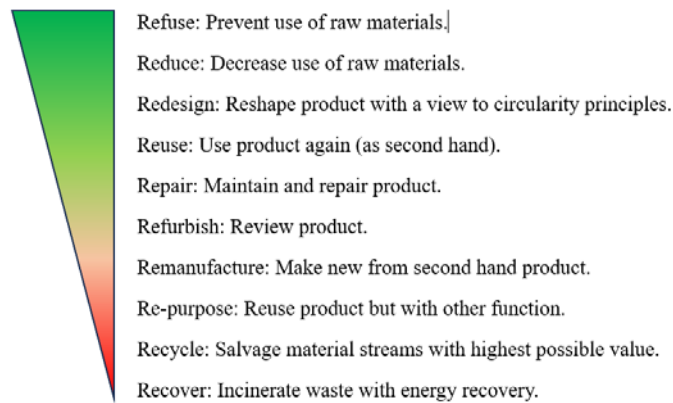 Refuse: Prevent use of raw materials.
Reduce: Decrease use of raw materials.
Redesign: Reshape product with a view to circularity principles.
Reuse: Use product again (as second hand).
Repair: Maintain and repair product.
Refurbish: Review product.
Remanufacture: Make new from second hand product.
Re-purpose: Reuse product but with other function.
Recycle: Salvage material streams with highest possible value.
Recover: Incinerate waste with energy recovery.